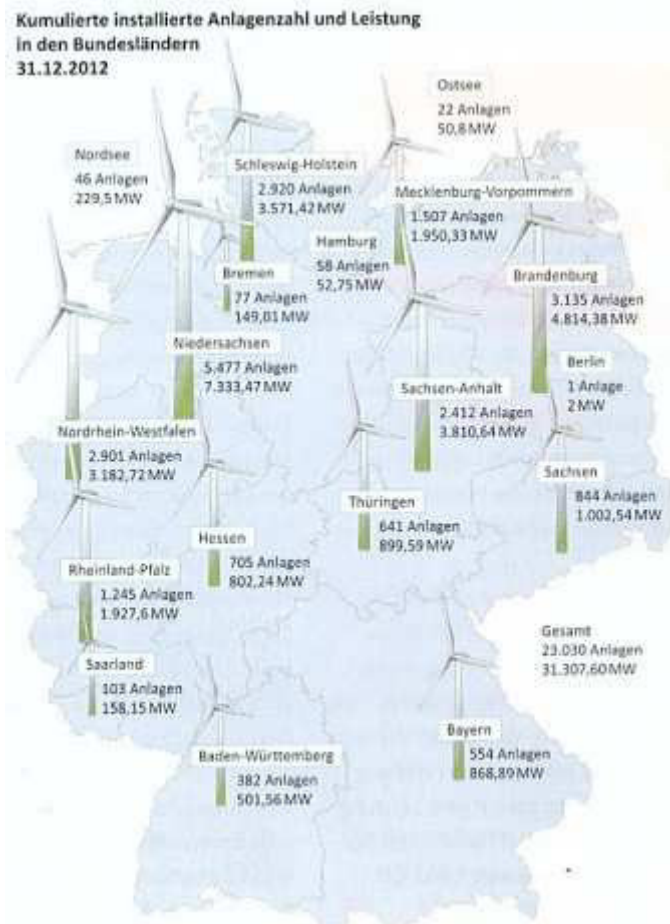 Kumulierte installierte Anlagenzahl und Leistung
in den Bundesländern
31.12.2012
Ostsee
22 Anlagen
50,8 MW
Nordsee
46 Anlagen
229,5 MW
Schleswig-Holstein
2.920 Anlagen
3.571,42 MW
Mecklenburg-Vorpommern
1.507 Anlagen
1.950,33 MW
Hamburg
58 Anlagen
52,75 MW
Bremen
77 Anlagen
149,01 MW
Brandenburg
3.135 Anlagen
4.814,38 MW
Niedersachsen
5.477 Anlagen
7.333,47 MW
Berlin
1 Anlage
2 MW
Sachsen-Anhalt
2.412 Anlagen
3.810,64 MW
Nordrhein-Westfalen
2.901 Anlagen
3.182,72 MW
Sachsen
844 Anlagen
1.002,54 MW
Thüringen
641 Anlagen
899,59 MW
Hessen
705 Anlagen
802,24 MW
Rheinland-Pfalz
1.245 Anlagen
1.927,6 MW
Gesamt
23.030 Anlagen
31.307,60 MW
Saarland
103 Anlagen
158,15 MW
Bayern
554 Anlagen
868,89 MW
Baden-Württemberg
382 Anlagen
501,56 MW